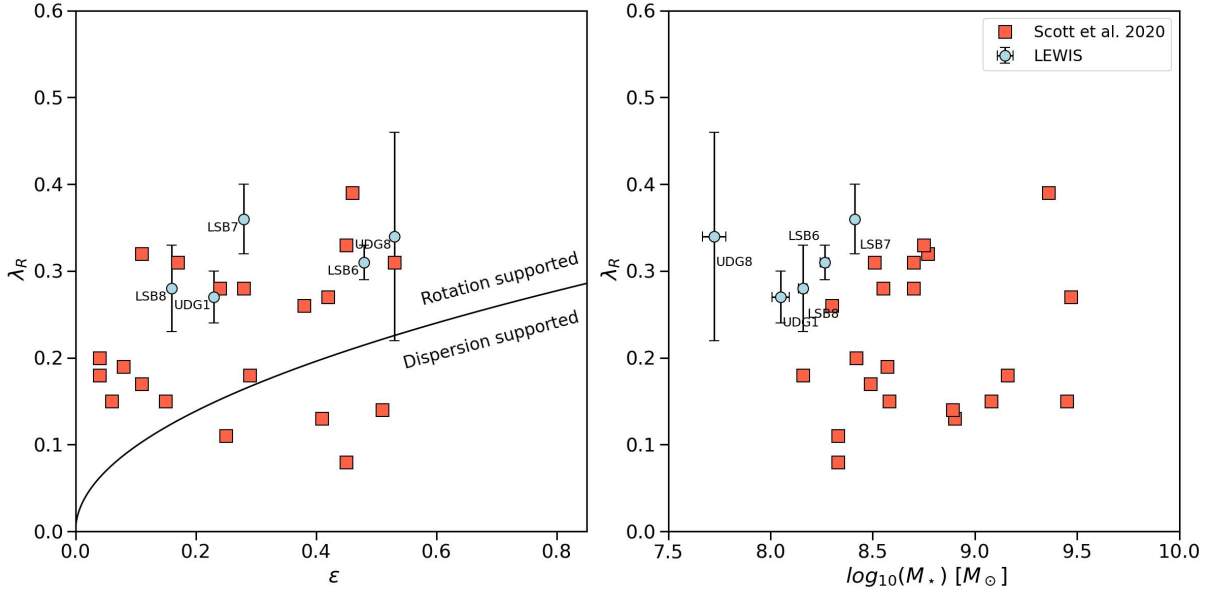 0.6
0.5
0.4
0.3
0.2
0.1
0.0
λ_R
0.0 0.2 0.4 0.6 0.8
ε
LSB7
LSB8
UDG1
UDG8
LSB6
Rotation supported
Dispersion supported
0.6
0.5
0.4
0.3
0.2
0.1
0.0
λ_R
7.5 8.0 8.5 9.0 9.5 10.0
log₁₀(M⋆) [M⊙]
Scott et al. 2020
LEWIS
LSB6
LSB7
UDG8
LSB8
UDG1